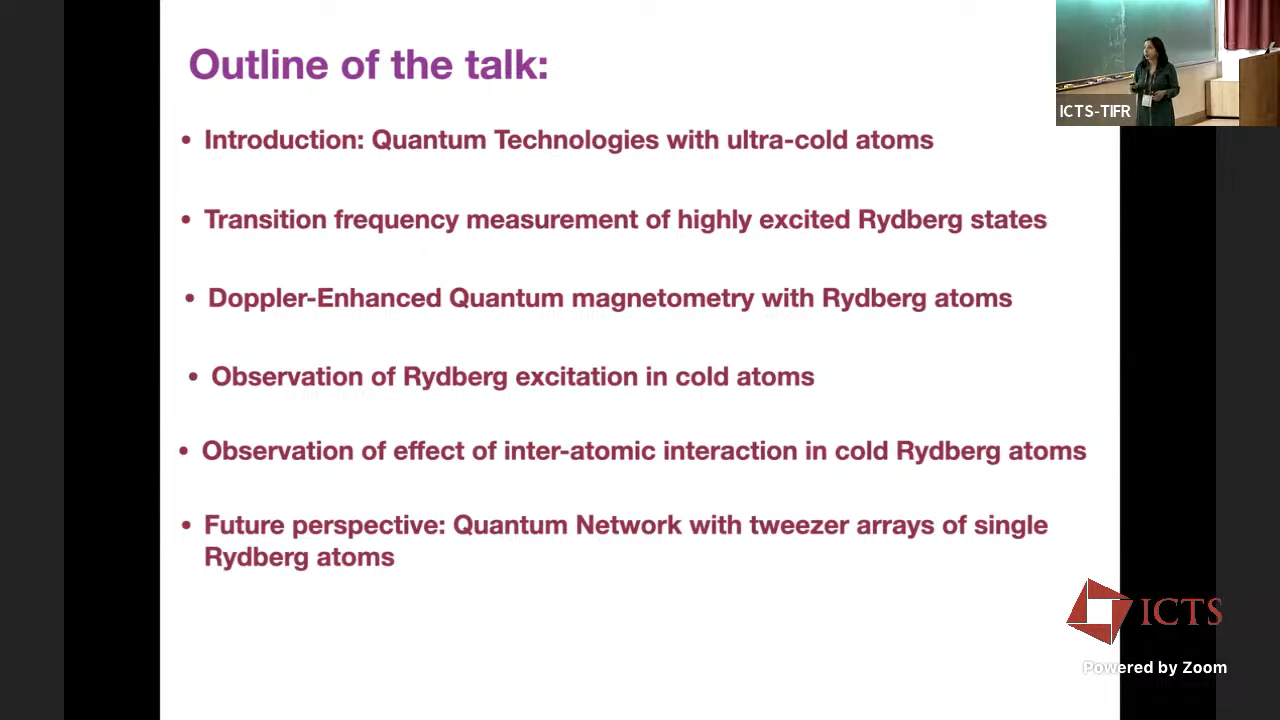 Outline of the talk:
• Introduction: Quantum Technologies with ultra-cold atoms
• Transition frequency measurement of highly excited Rydberg states
• Doppler-Enhanced Quantum magnetometry with Rydberg atoms
• Observation of Rydberg excitation in cold atoms
• Observation of effect of inter-atomic interaction in cold Rydberg atoms
• Future perspective: Quantum Network with tweezer arrays of single
Rydberg atoms
ICTS-TIFR
ICTS
Powered by Zoom